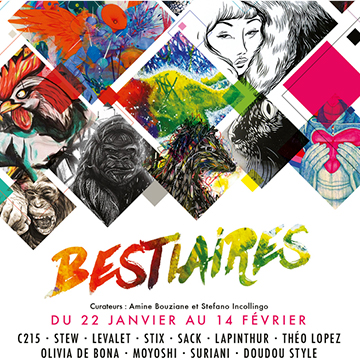 BESTIAIRES
Curateurs : Amine Bouziane et Stefano Incollingo
DU 22 JANVIER AU 14 FÉVRIER
C215 · STEW · LEVALET · STIX · SACK · LAPINTHUR · THÉO LOPEZ
OLIVIA DE BONA · MOYOSHI · SURIANI · DOUDOU STYLE